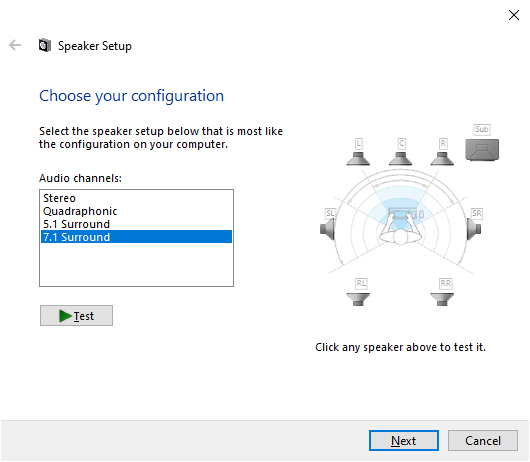 Speaker Setup
Choose your configuration
Select the speaker setup below that is most like
the configuration on your computer.
Audio channels:
Stereo
Quadraphonic
5.1 Surround
7.1 Surround
Test
L
C
R
Sub
SL
SR
RL
RR
Click any speaker above to test it.
Next
Cancel